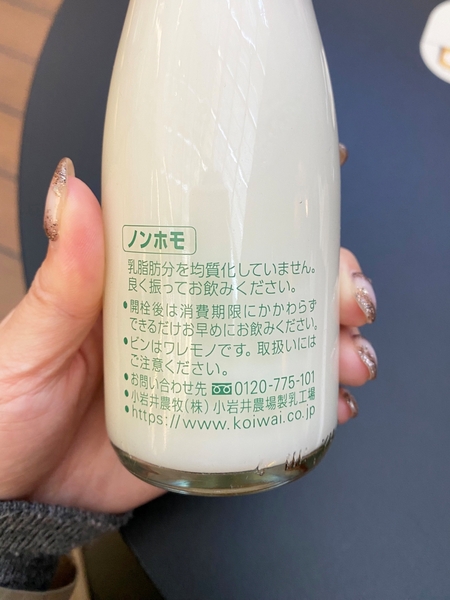 ノンホモ
乳脂肪分を均質化していません。
良く振ってお飲みください。
●開栓後は消費期限にかかわらず
できるだけお早めにお飲みください。
●ビンはワレモノです。取扱いには
ご注意ください。
●お問い合わせ先 0120-775-101
●小岩井農牧(株) 小岩井農場製乳工場
●https://www.koiwai.co.jp